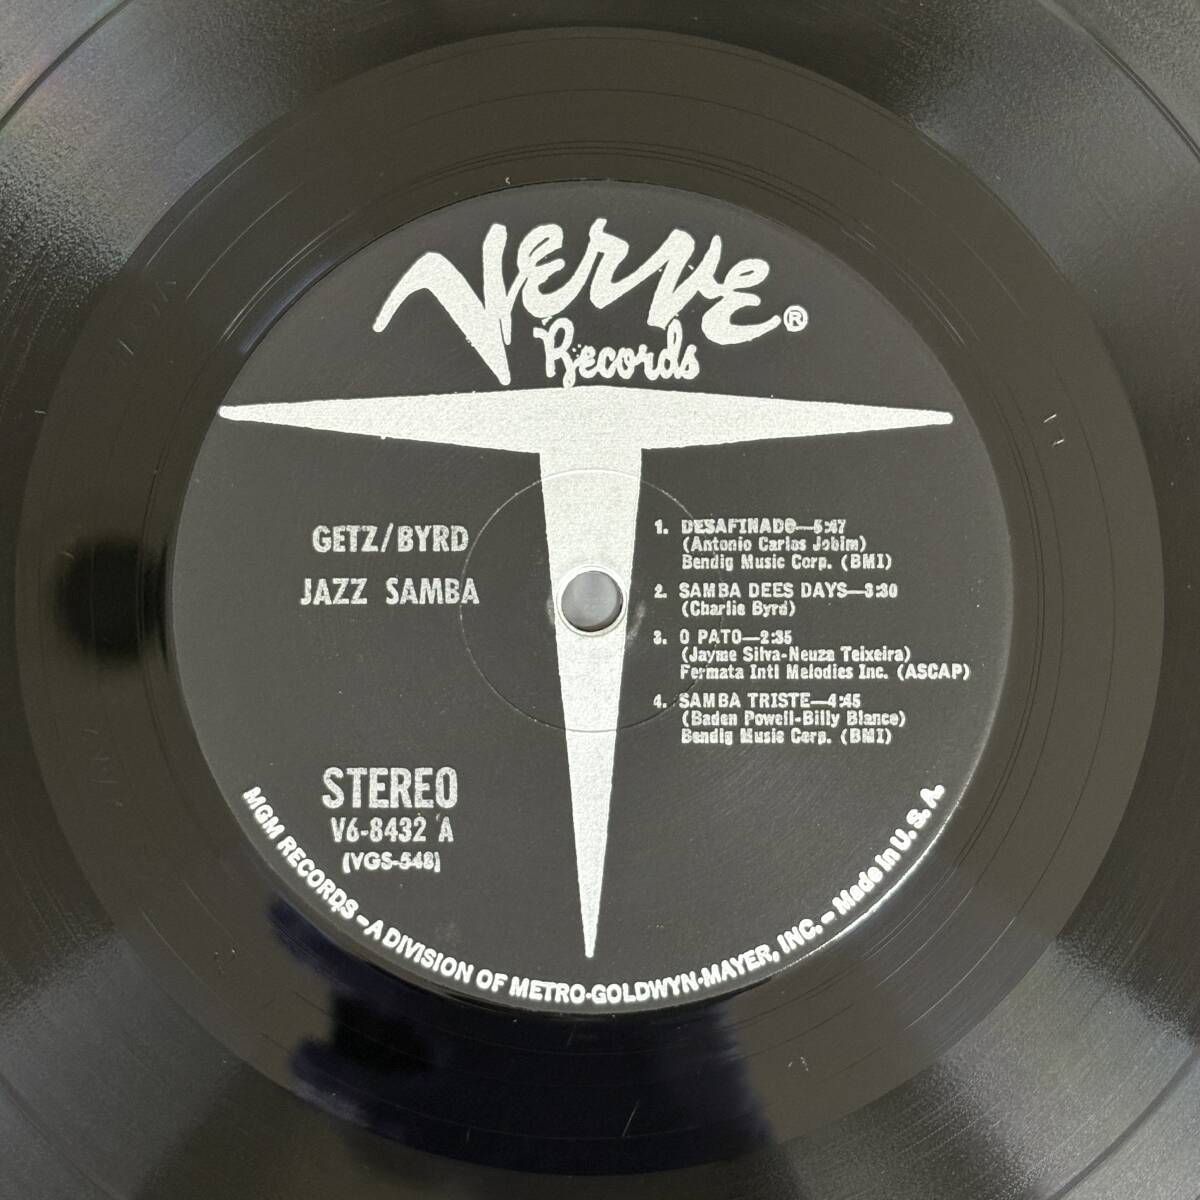 Verve®
Records
GETZ/BYRD
JAZZ SAMBA
1. DESAFINADO—5:47
(Antonio Carlos Jobim)
Bendig Music Corp. (BMI)
2. SAMBA DEES DAYS—3:30
(Charlie Byrd)
3. O PATO—2:35
(Jayme Silva-Neuza Teixeira)
Fermata Intl Melodies Inc. (ASCAP)
4. SAMBA TRISTE—4:45
(Baden Powell-Billy Blanco)
Bendig Music Corp. (BMI)
STEREO
V6-8432 A
(VGS-548)
MGM RECORDS – A DIVISION OF METRO-GOLDWYN-MAYER, INC. – Made in U.S.A.